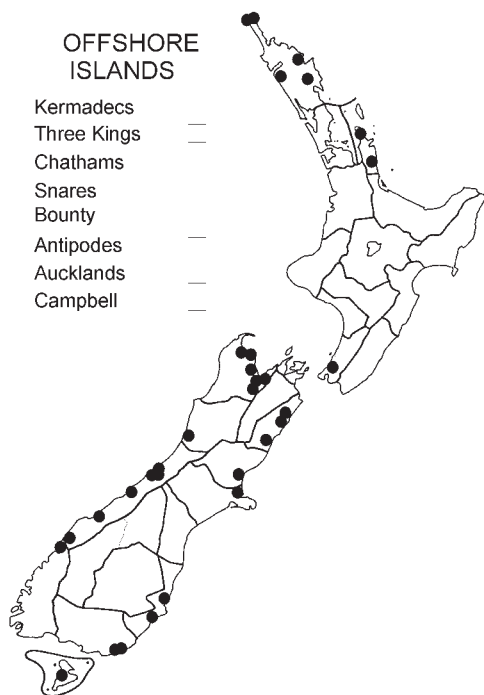 OFFSHORE
ISLANDS
Kermadecs
Three Kings
Chathams
Snares
Bounty
Antipodes
Aucklands
Campbell